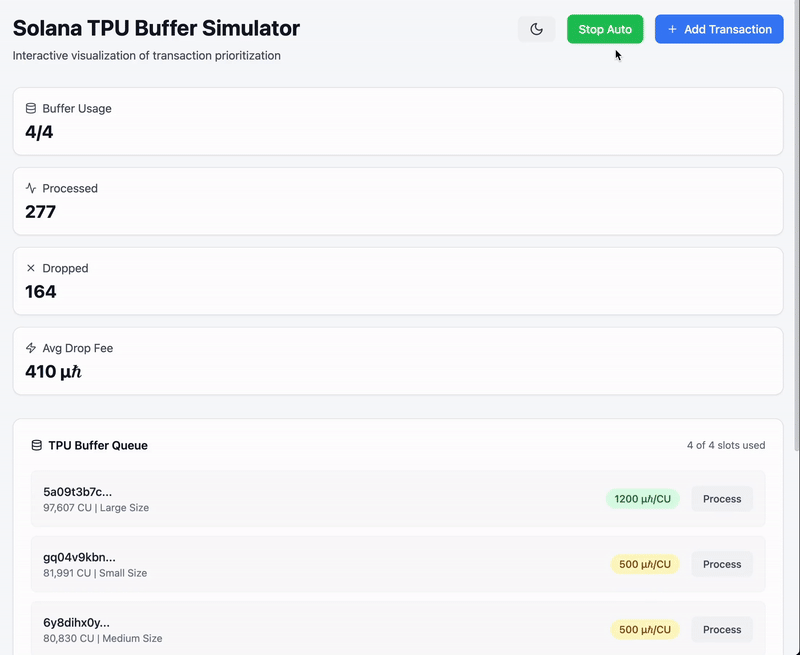 Solana TPU Buffer Simulator
Interactive visualization of transaction prioritization
Stop Auto
+ Add Transaction
Buffer Usage
4/4
Processed
277
Dropped
164
Avg Drop Fee
410 μℏ
TPU Buffer Queue
4 of 4 slots used
5a09t3b7c...
97,607 CU | Large Size
1200 μℏ/CU
Process
gq04v9kbn...
81,991 CU | Small Size
500 μℏ/CU
Process
6y8dihx0y...
80,830 CU | Medium Size
500 μℏ/CU
Process